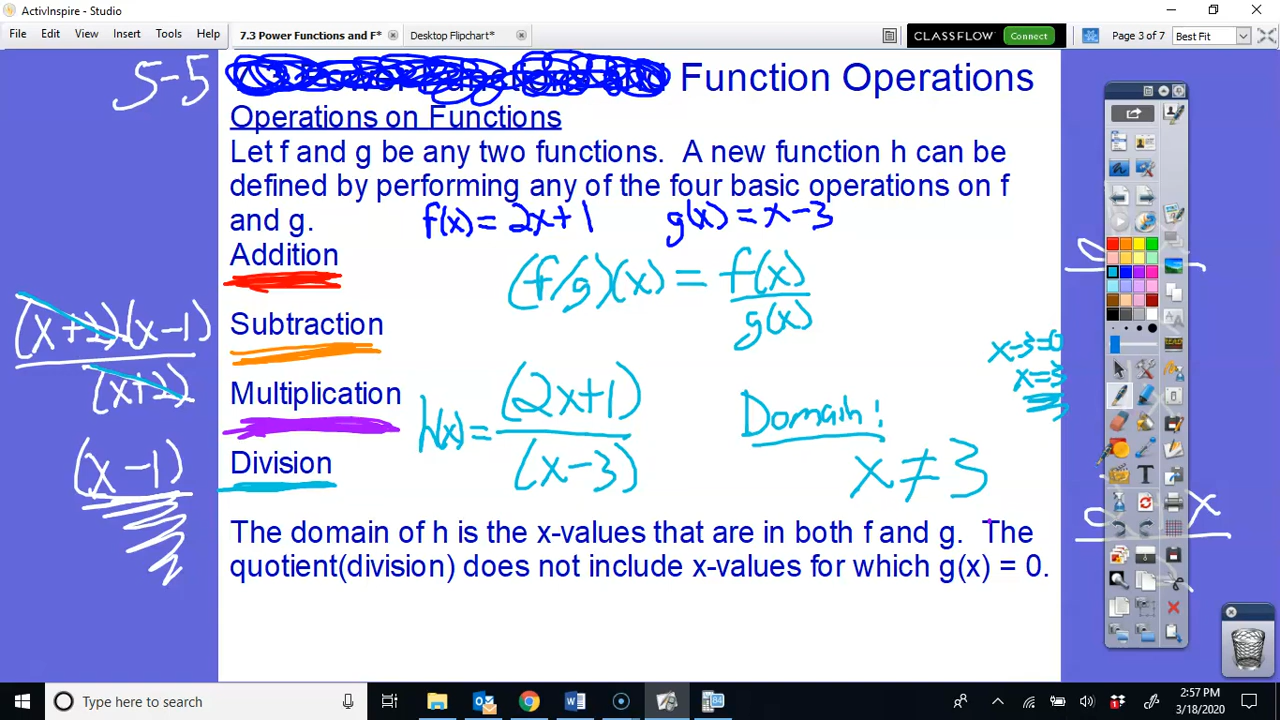 ActivInspire - Studio
File Edit View Insert Tools Help
7.3 Power Functions and F* Desktop Flipchart*
CLASSFLOW Connect
Page 3 of 7 Best Fit
5-5
Function Operations
Operations on Functions
Let f and g be any two functions. A new function h can be
defined by performing any of the four basic operations on f
and g.
f(x) = 2x+1 g(x) = x-3
Addition
(f/g)(x) = f(x)
g(x)
Subtraction
(x+2)(x-1)
(x+2)
(x-1)
x-3=0
x=3
Multiplication
h(x) = (2x+1)
(x-3)
Domain:
x ≠ 3
Division
0
0 x
The domain of h is the x-values that are in both f and g. The
quotient(division) does not include x-values for which g(x) = 0.
T
Type here to search
2:57 PM
3/18/2020